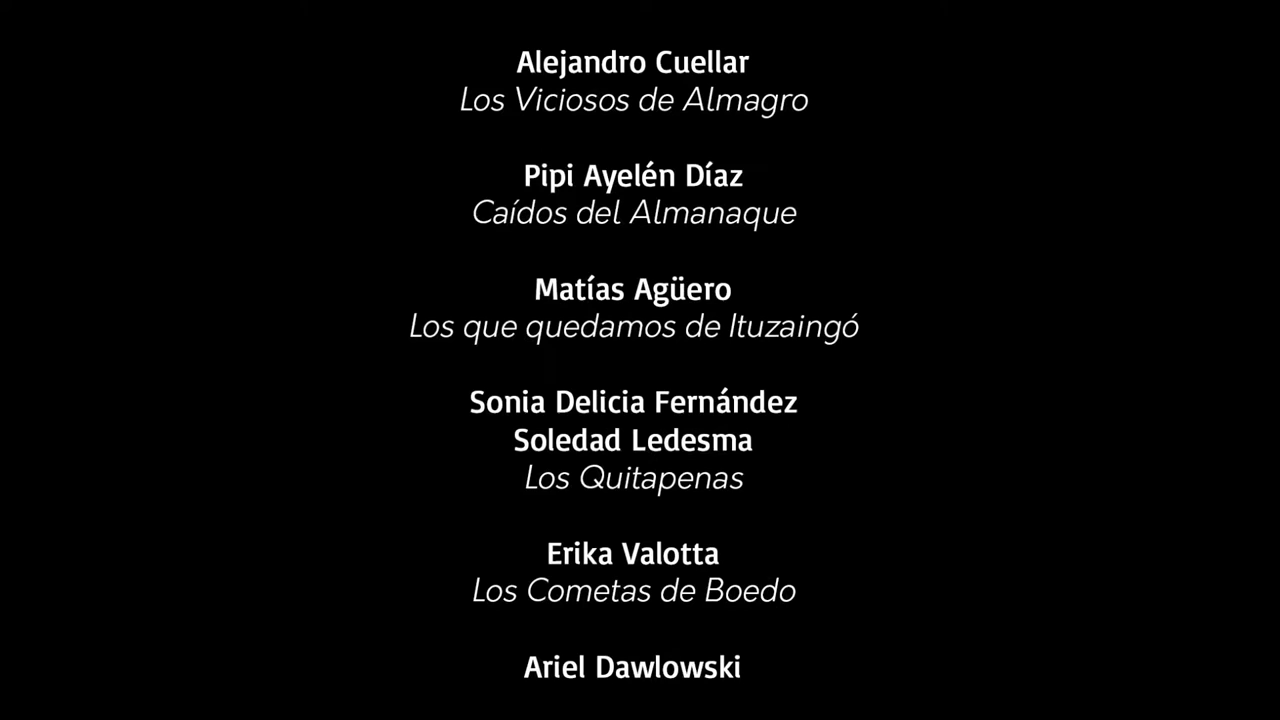 Alejandro Cuellar
Los Viciosos de Almagro
Pipi Ayelén Díaz
Caídos del Almanaque
Matías Agüero
Los que quedamos de Ituzaingó
Sonia Delicia Fernández
Soledad Ledesma
Los Quitapenas
Erika Valotta
Los Cometas de Boedo
Ariel Dawlowski